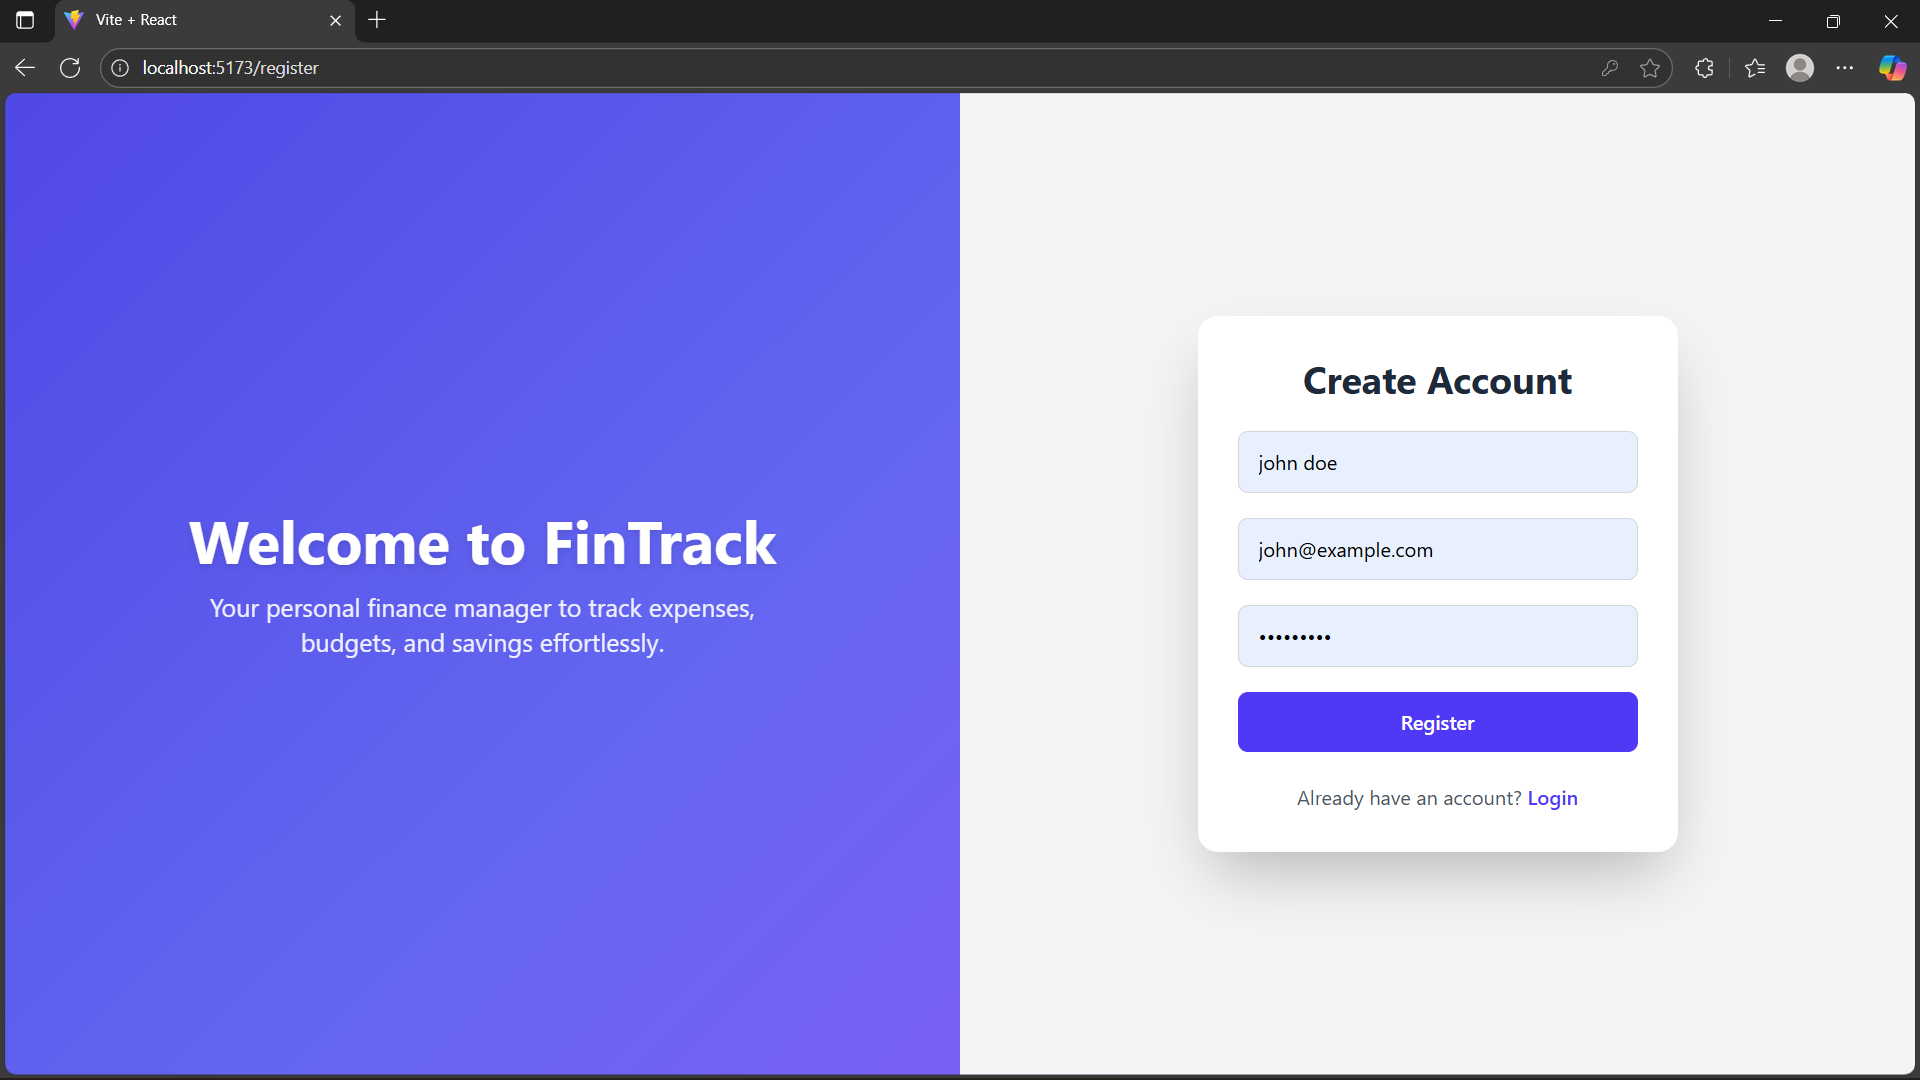 Vite + React
localhost:5173/register
Welcome to FinTrack
Your personal finance manager to track expenses,
budgets, and savings effortlessly.
Create Account
john doe
john@example.com
•••••••••
Register
Already have an account? Login